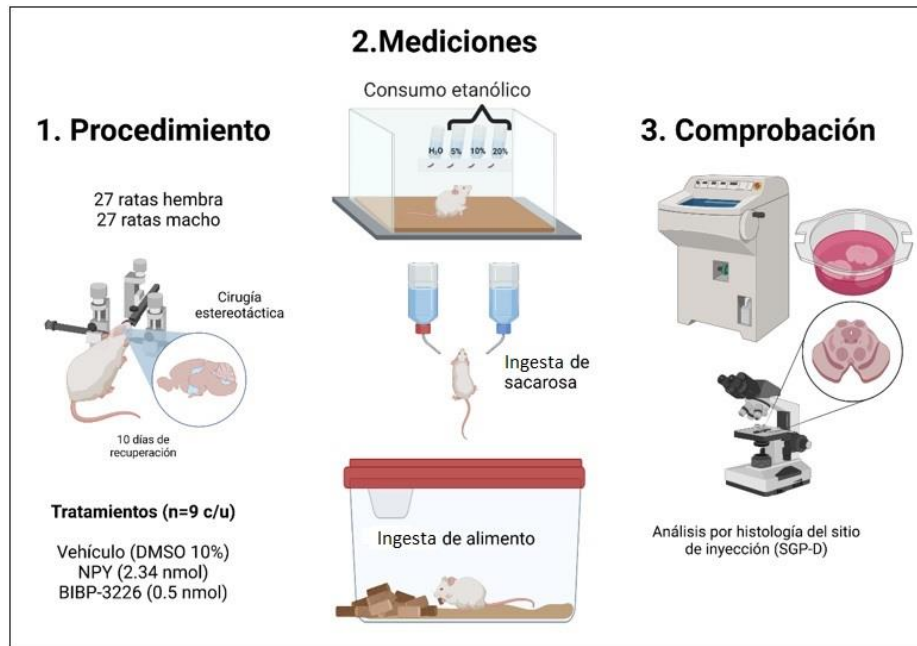 2.Mediciones
Consumo etanólico
H₂O 5% 10% 20%
1. Procedimiento
27 ratas hembra
27 ratas macho
Cirugía
estereotáctica
10 días de
recuperación
Tratamientos (n=9 c/u)
Vehículo (DMSO 10%)
NPY (2.34 nmol)
BIBP-3226 (0.5 nmol)
Ingesta de
sacarosa
Ingesta de alimento
3. Comprobación
Análisis por histología del sitio
de inyección (SGP-D)